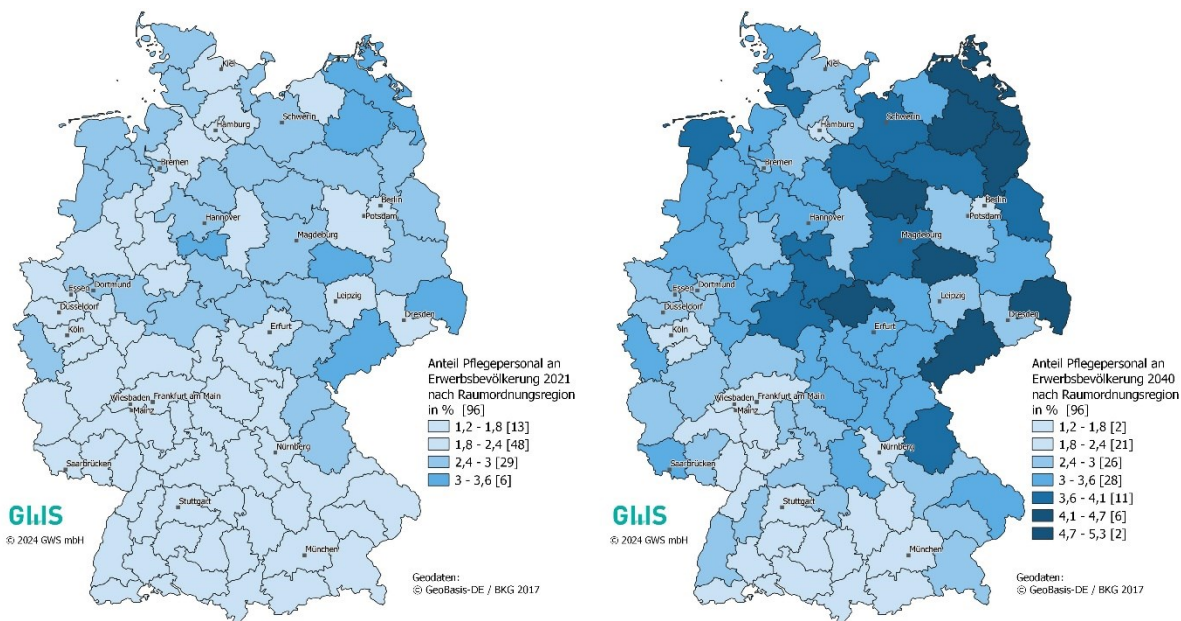 Kiel
Hamburg
Schwerin
Bremen
Berlin
Potsdam
Hannover
Magdeburg
Essen
Dortmund
Düsseldorf
Köln
Leipzig
Dresden
Erfurt
Wiesbaden
Frankfurt am Main
Mainz
Nürnberg
Saarbrücken
Stuttgart
München
Anteil Pflegepersonal an
Erwerbsbevölkerung 2021
nach Raumordnungsregion
in % [96]
1,2 - 1,8 [13]
1,8 - 2,4 [48]
2,4 - 3 [29]
3 - 3,6 [6]
GWS
© 2024 GWS mbH
Geodaten:
© GeoBasis-DE / BKG 2017
Kiel
Hamburg
Schwerin
Bremen
Berlin
Potsdam
Hannover
Magdeburg
Essen
Dortmund
Düsseldorf
Köln
Leipzig
Dresden
Erfurt
Wiesbaden
Frankfurt am Main
Mainz
Nürnberg
Saarbrücken
Stuttgart
München
Anteil Pflegepersonal an
Erwerbsbevölkerung 2040
nach Raumordnungsregion
in % [96]
1,2 - 1,8 [2]
1,8 - 2,4 [21]
2,4 - 3 [26]
3 - 3,6 [28]
3,6 - 4,1 [11]
4,1 - 4,7 [6]
4,7 - 5,3 [2]
GWS
© 2024 GWS mbH
Geodaten:
© GeoBasis-DE / BKG 2017